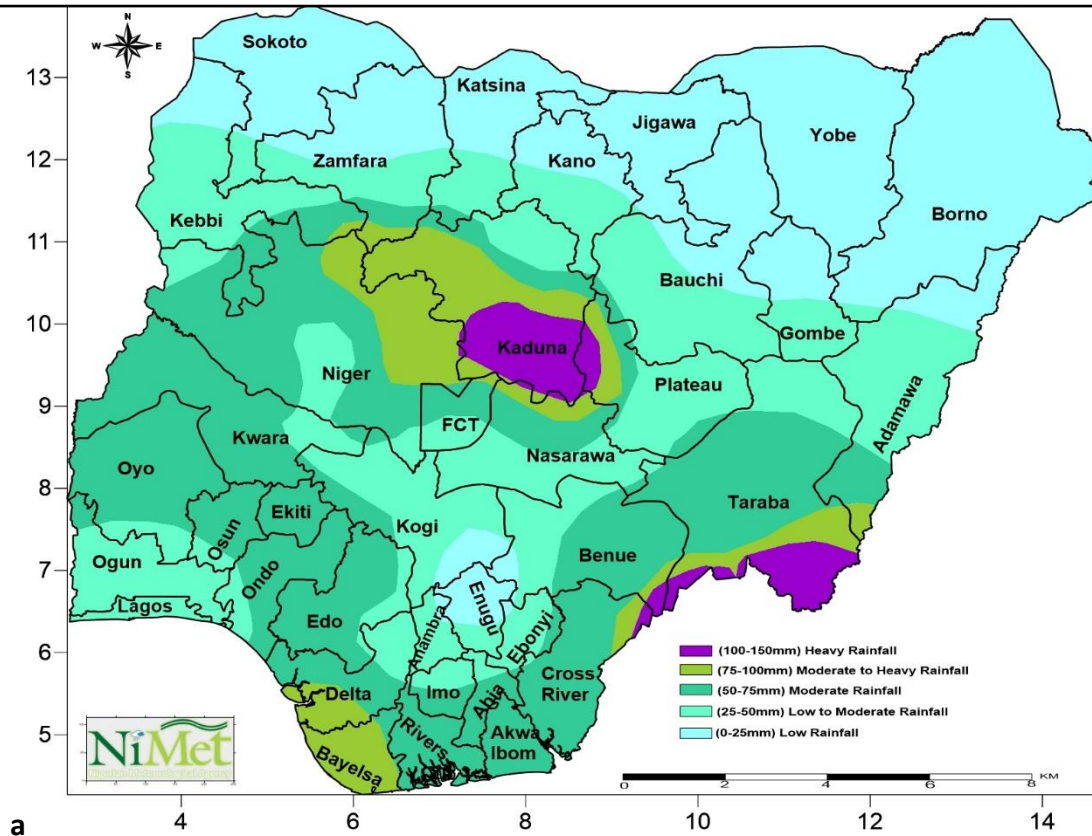 N
W E
S
Sokoto
13
Katsina
Jigawa
Yobe
12
Zamfara
Kano
Kebbi
Borno
11
Bauchi
10
Kaduna
Gombe
Niger
Plateau
Adamawa
9
FCT
Kwara
Nasarawa
Oyo
8
Taraba
Ekiti
Kogi
Osun
Benue
Ogun
7
Ondo
Enugu
Lagos
Edo
Anambra
Ebonyi
6
(100-150mm) Heavy Rainfall
(75-100mm) Moderate to Heavy Rainfall
(50-75mm) Moderate Rainfall
(25-50mm) Low to Moderate Rainfall
(0-25mm) Low Rainfall
Delta
Imo
Abia
Cross
River
5
NiMet
Bayelsa
Rivers
Akwa
Ibom
KM
0 2 4 6 8
4 6 8 10 12 14
a